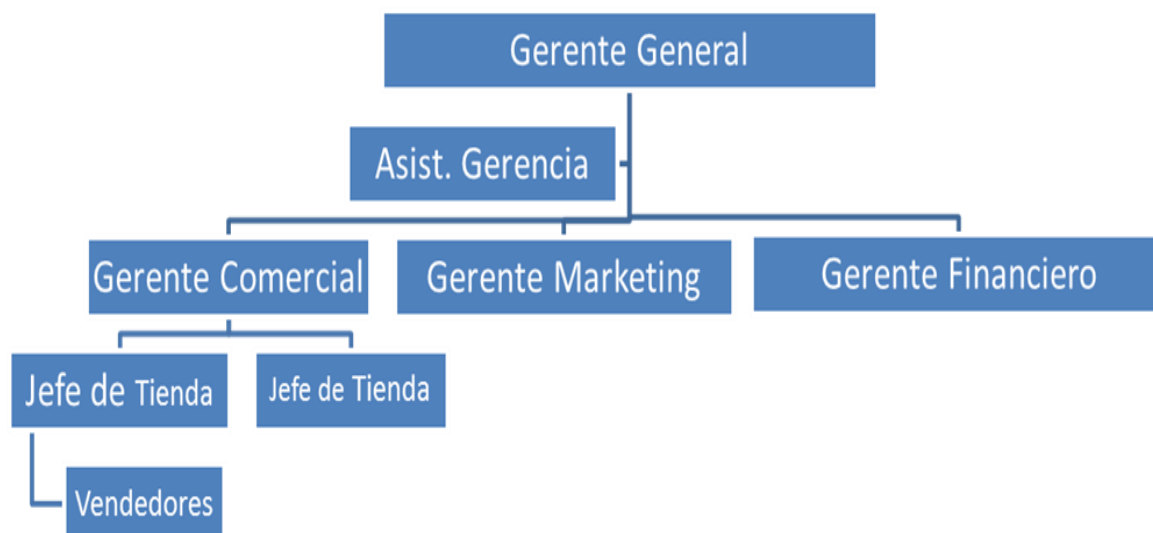 Gerente General
Asist. Gerencia
Gerente Comercial
Gerente Marketing
Gerente Financiero
Jefe de Tienda
Jefe de Tienda
Vendedores